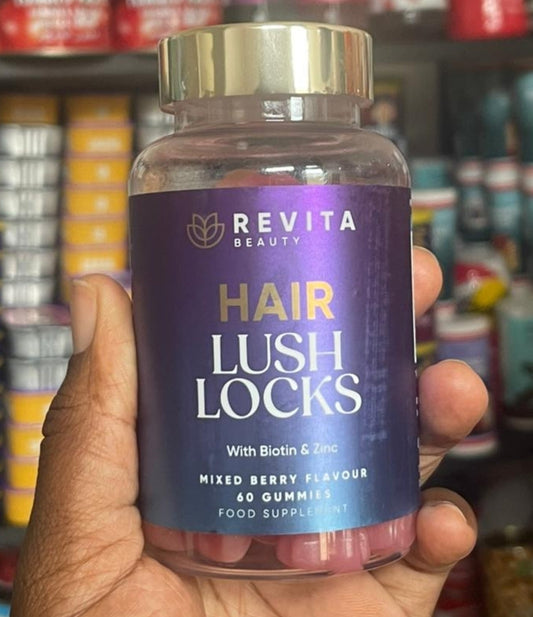 REVITA
BEAUTY
HAIR
LUSH
LOCKS
With Biotin & Zinc
MIXED BERRY FLAVOUR
60 GUMMIES
FOOD SUPPLEMENT